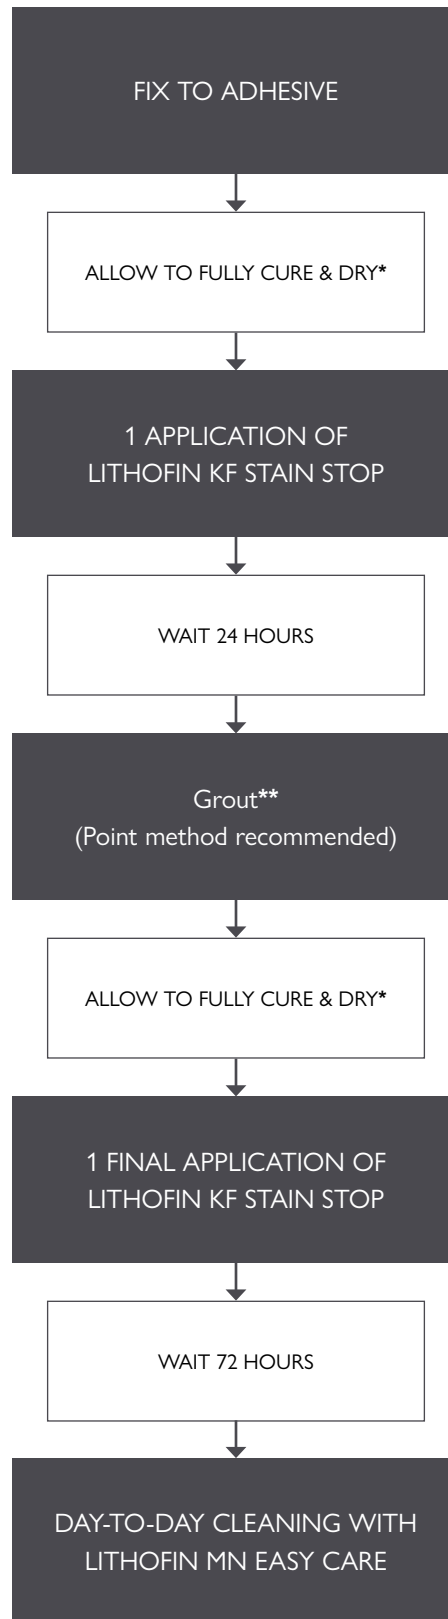 FIX TO ADHESIVE
ALLOW TO FULLY CURE & DRY*
1 APPLICATION OF
LITHOFIN KF STAIN STOP
WAIT 24 HOURS
Grout**
(Point method recommended)
ALLOW TO FULLY CURE & DRY*
1 FINAL APPLICATION OF
LITHOFIN KF STAIN STOP
WAIT 72 HOURS
DAY-TO-DAY CLEANING WITH
LITHOFIN MN EASY CARE